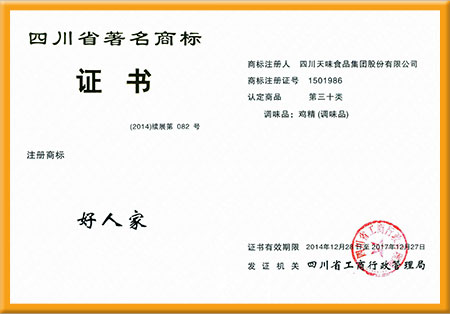 四川省著名商标
证书
(2014)续展第 082 号
注册商标
好人家
商标注册人 四川天味食品集团股份有限公司
商标注册证号 1501986
认定商品 第三十类
调味品：鸡精(调味品)
证书有效期限 2014年12月28日至2017年12月27日
发证机关 四川省工商行政管理局